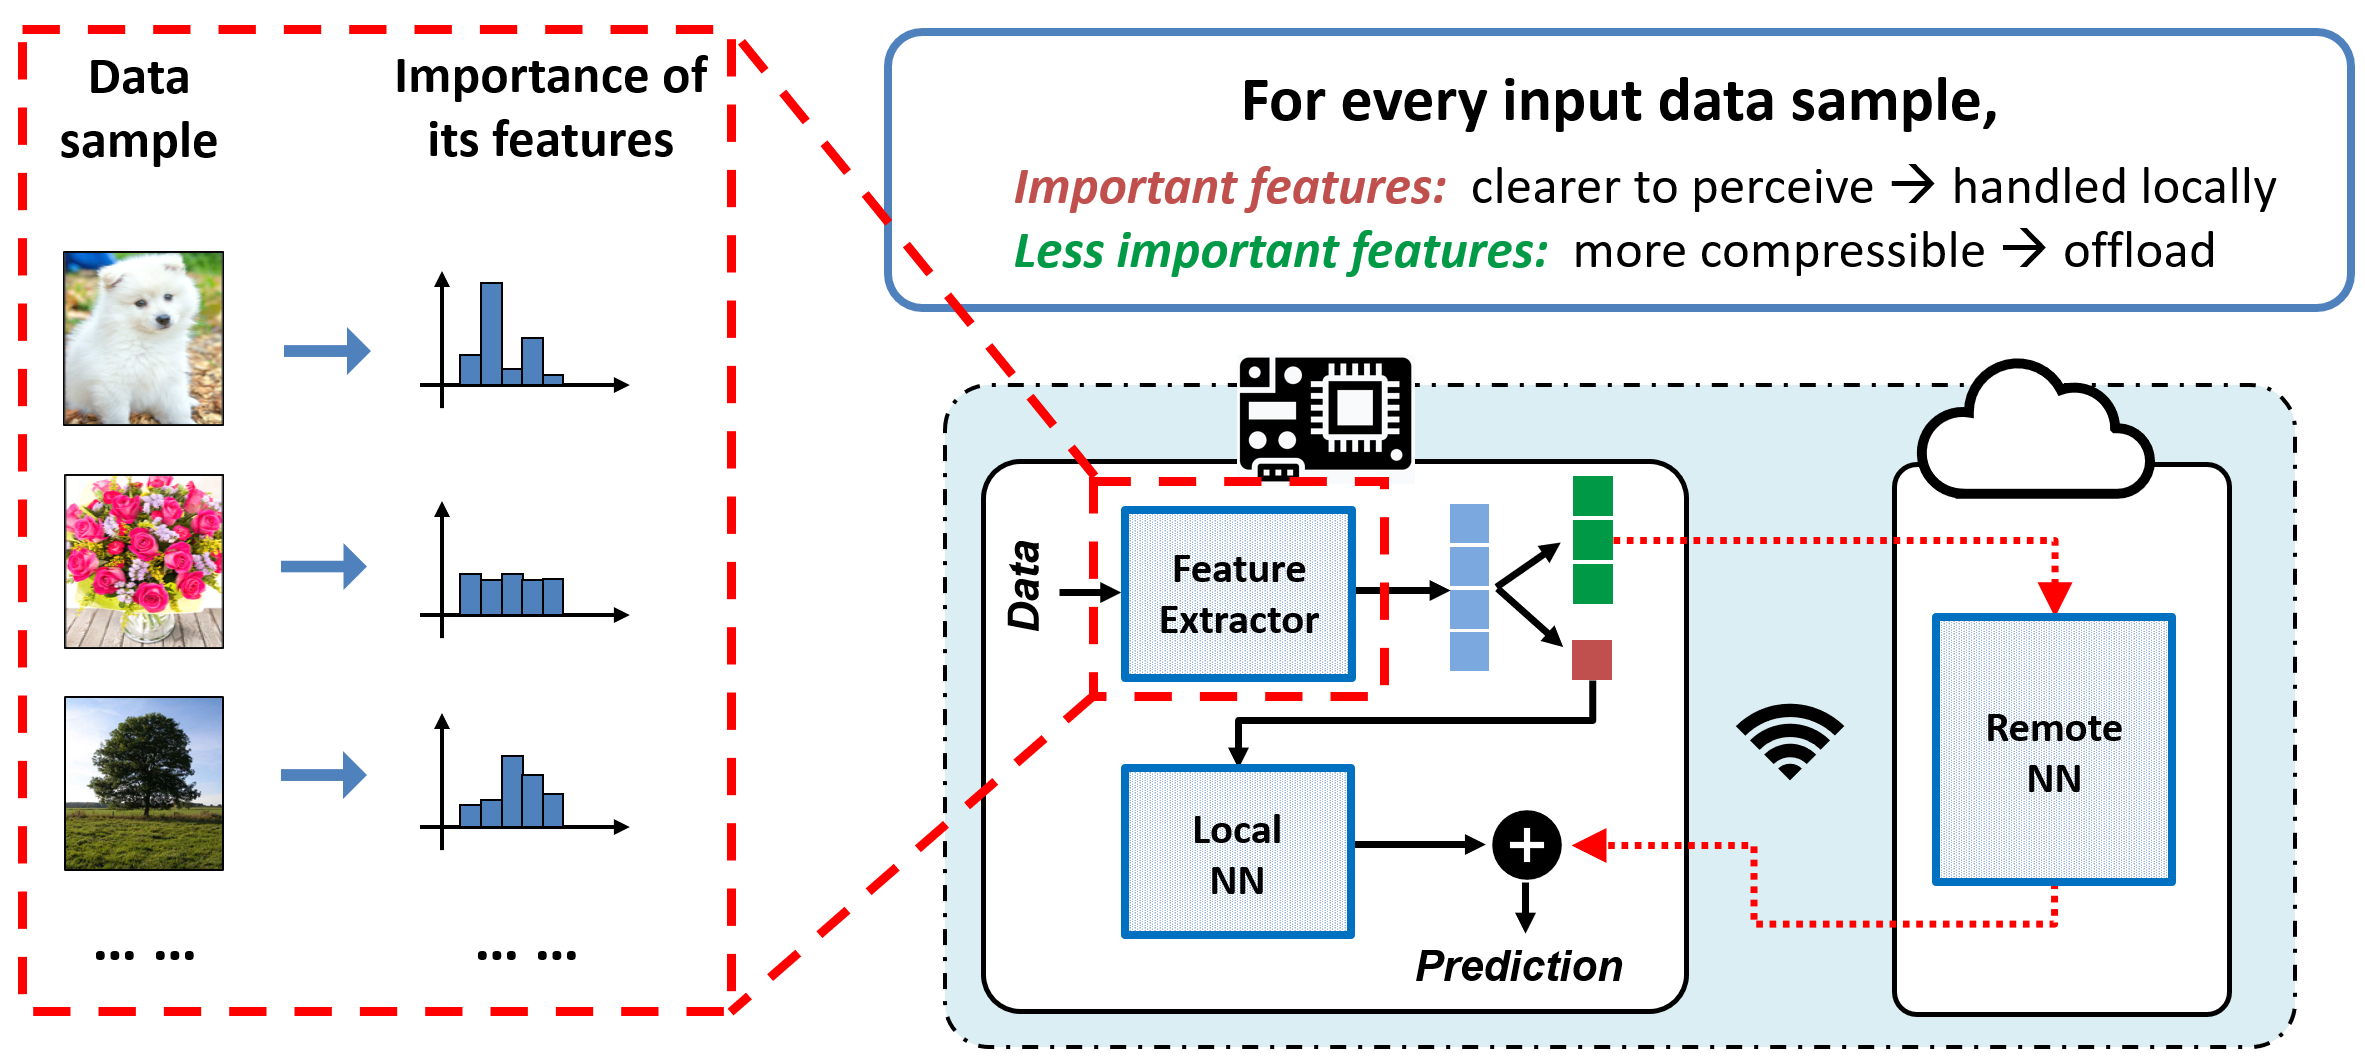 Data
sample
Importance of
its features
... ...
... ...
For every input data sample,
Important features: clearer to perceive → handled locally
Less important features: more compressible → offload
Data
Feature
Extractor
Local
NN
Prediction
Remote
NN